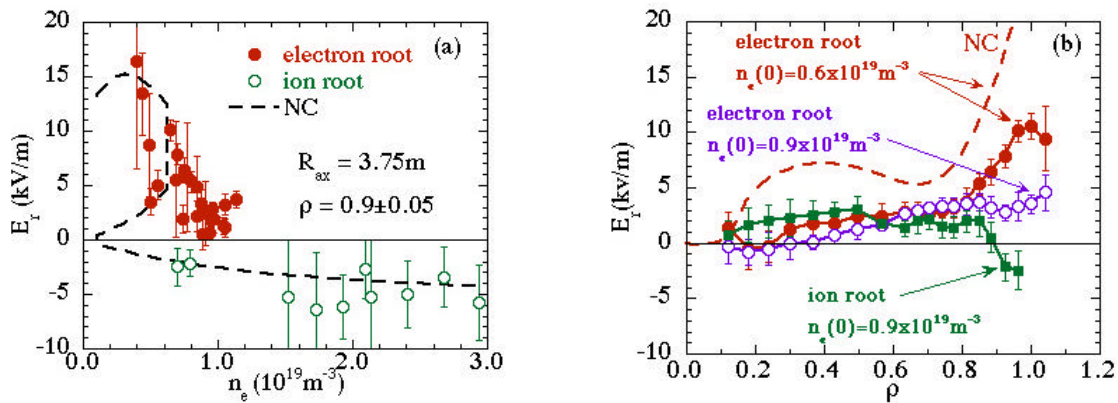 (a)
electron root
ion root
NC
R_ax = 3.75m
ρ = 0.9±0.05
E_r (kV/m)
20
15
10
5
0
-5
-10
0.0
1.0
2.0
3.0
n_e (10^19 m^-3)
(b)
NC
electron root
n_e(0)=0.6x10^19 m^-3
electron root
n_e(0)=0.9x10^19 m^-3
ion root
n_e(0)=0.9x10^19 m^-3
E_r (kv/m)
20
15
10
5
0
-5
-10
0.0
0.2
0.4
0.6
0.8
1.0
1.2
ρ